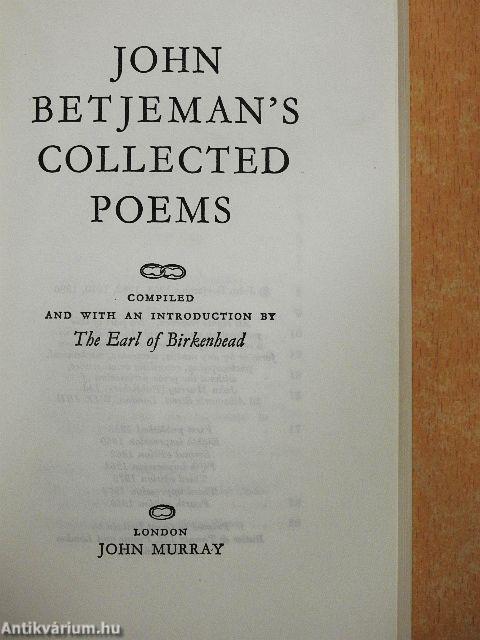 JOHN
BETJEMAN'S
COLLECTED
POEMS
COMPILED
AND WITH AN INTRODUCTION BY
The Earl of Birkenhead
LONDON
JOHN MURRAY
Antikvárium.hu